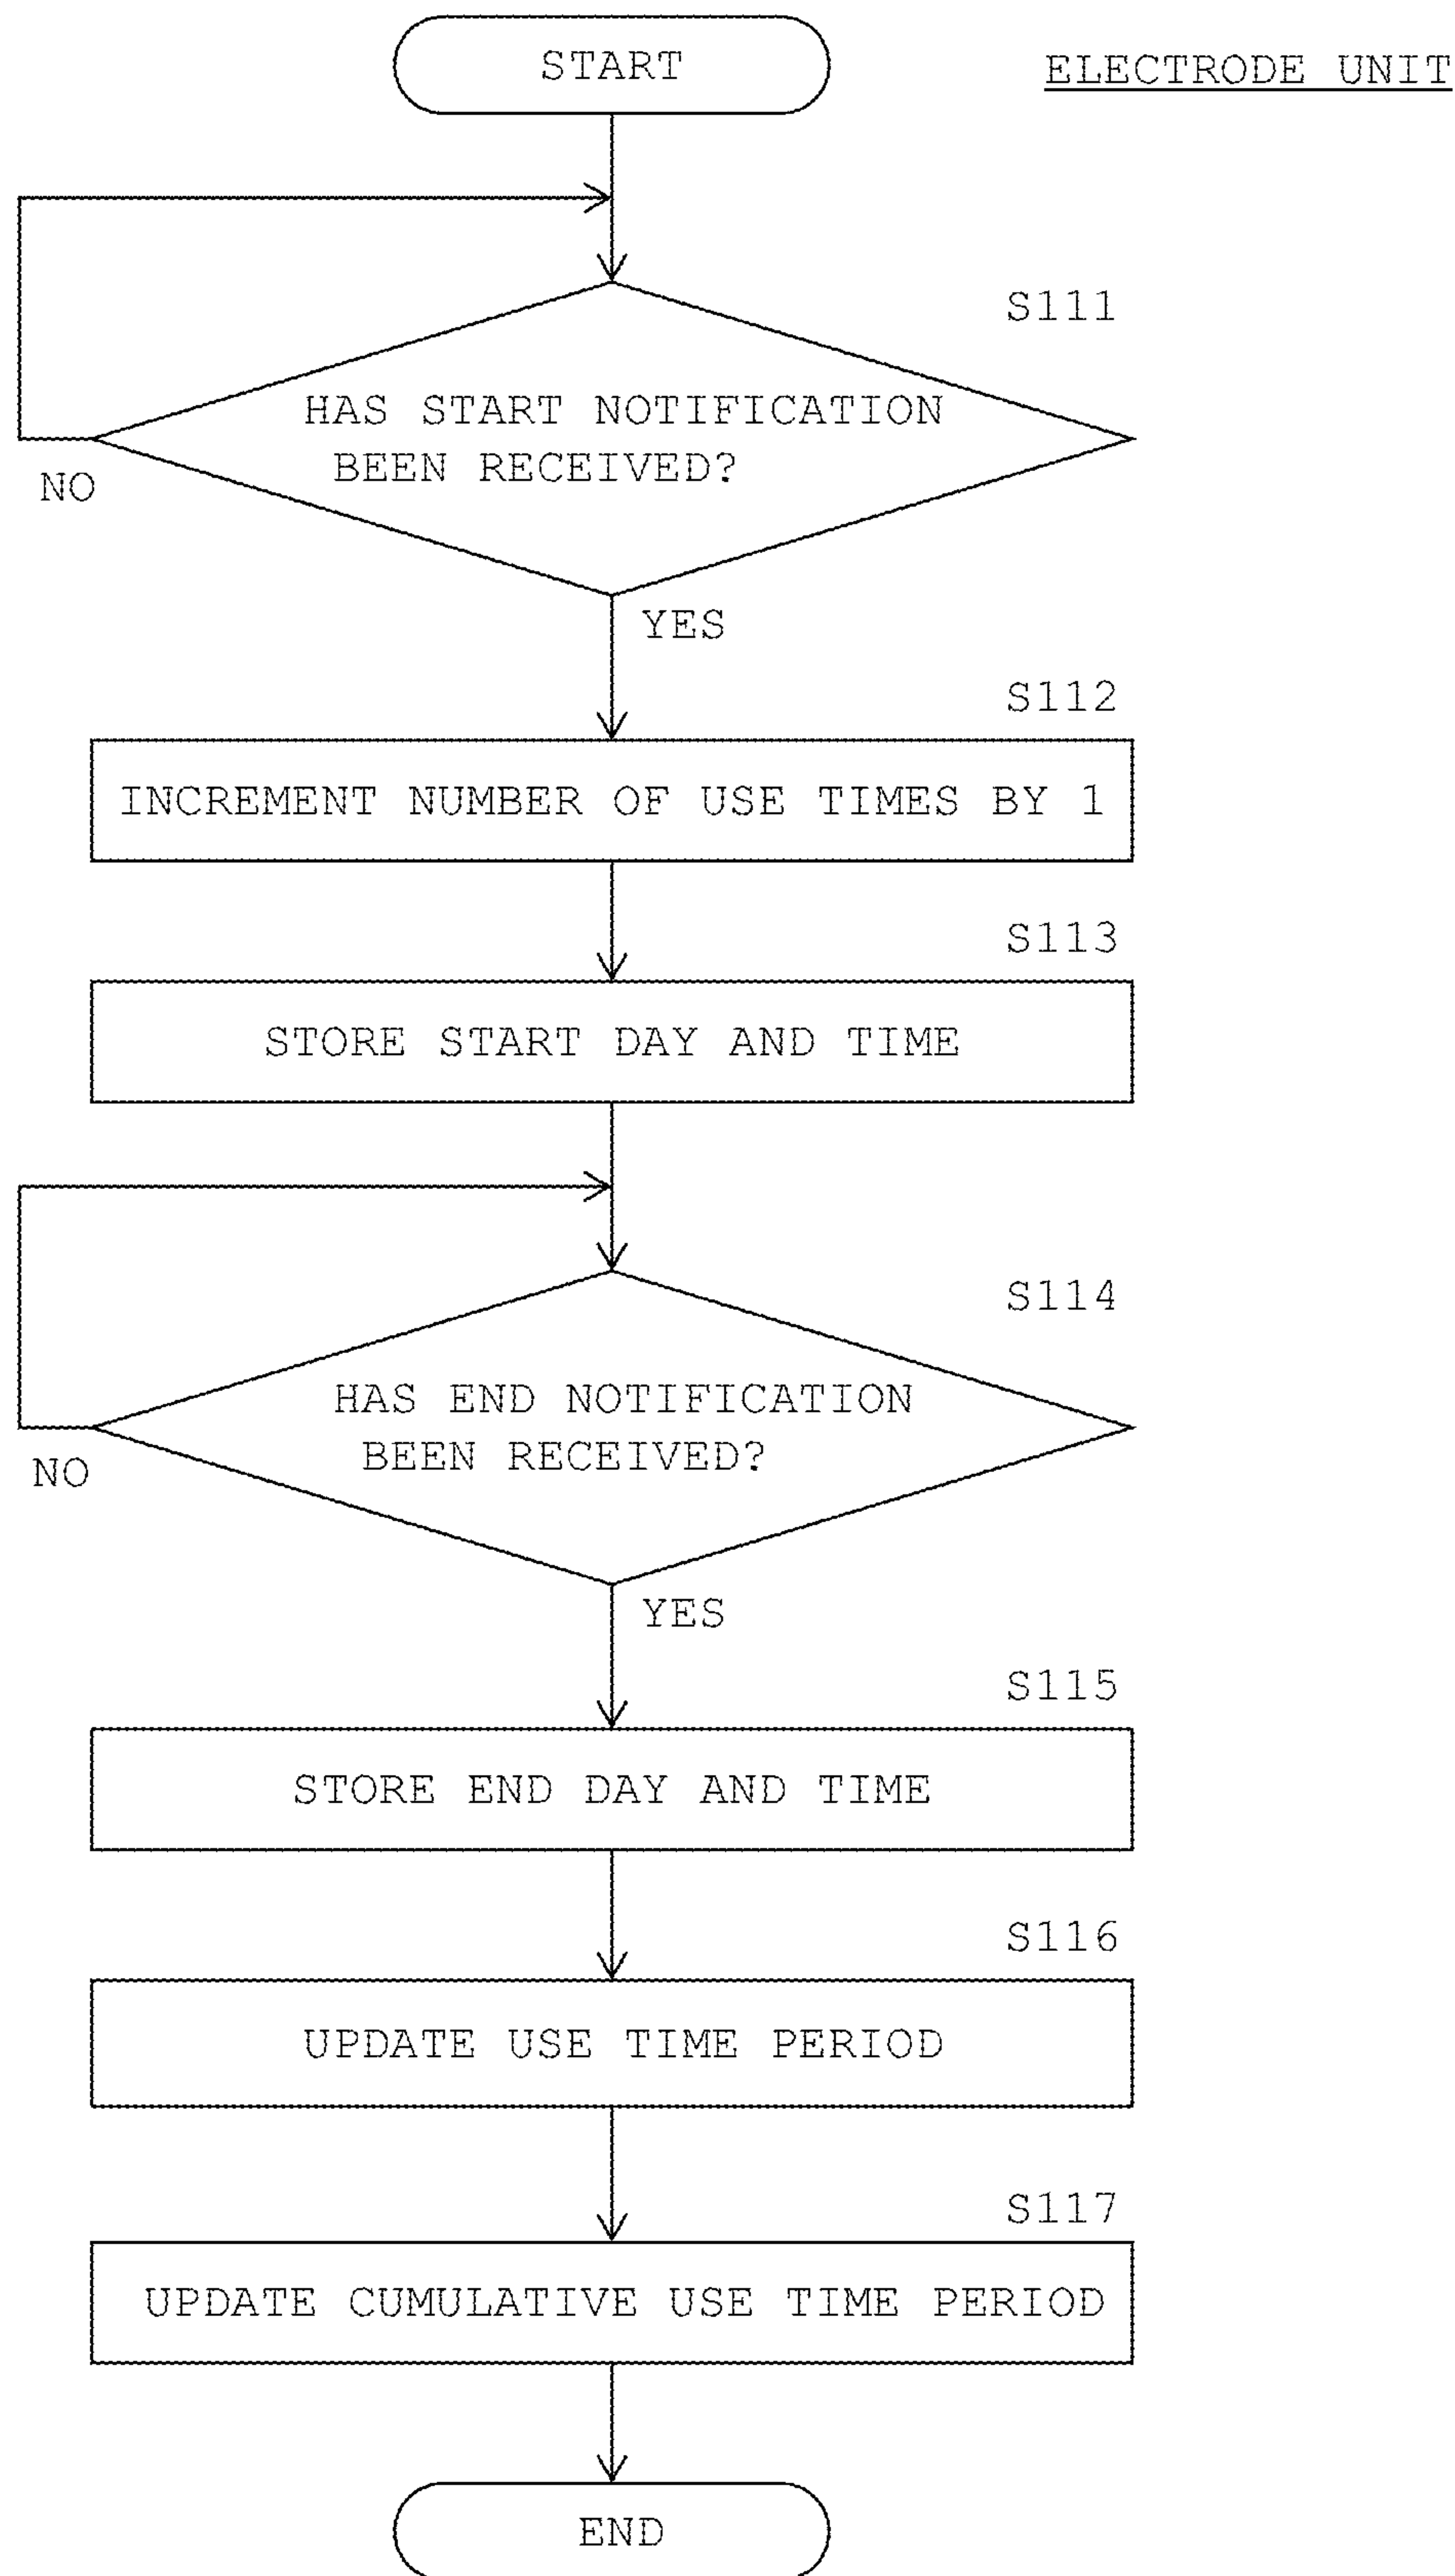 START
ELECTRODE UNIT
S111
HAS START NOTIFICATION
BEEN RECEIVED?
NO
YES
S112
INCREMENT NUMBER OF USE TIMES BY 1
S113
STORE START DAY AND TIME
S114
HAS END NOTIFICATION
BEEN RECEIVED?
NO
YES
S115
STORE END DAY AND TIME
S116
UPDATE USE TIME PERIOD
S117
UPDATE CUMULATIVE USE TIME PERIOD
END